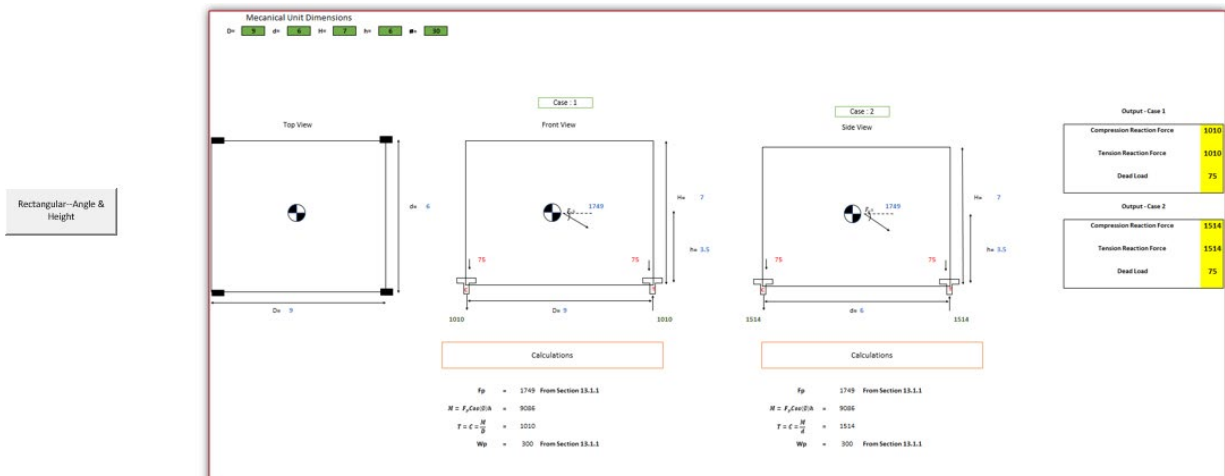 Mecanical Unit Dimensions
D= 9 d= 6 H= 7 h= 6 ø= 30
Case : 1
Case : 2
Top View
Front View
Side View
Rectangular--Angle &
Height
d= 6
1749
H= 7
h= 3.5
75 75
D= 9
D= 9
1010 1010
1749
H= 7
h= 3.5
75 75
d= 6
1514 1514
Output - Case 1
Compression Reaction Force 1010
Tension Reaction Force 1010
Dead Load 75
Output - Case 2
Compression Reaction Force 1514
Tension Reaction Force 1514
Dead Load 75
Calculations
Fp = 1749 From Section 13.1.1
= 9086
T = C = M/D = 1010
Wp = 300 From Section 13.1.1
Calculations
Fp = 1749 From Section 13.1.1
= 9086
T = C = M/d = 1514
Wp = 300 From Section 13.1.1